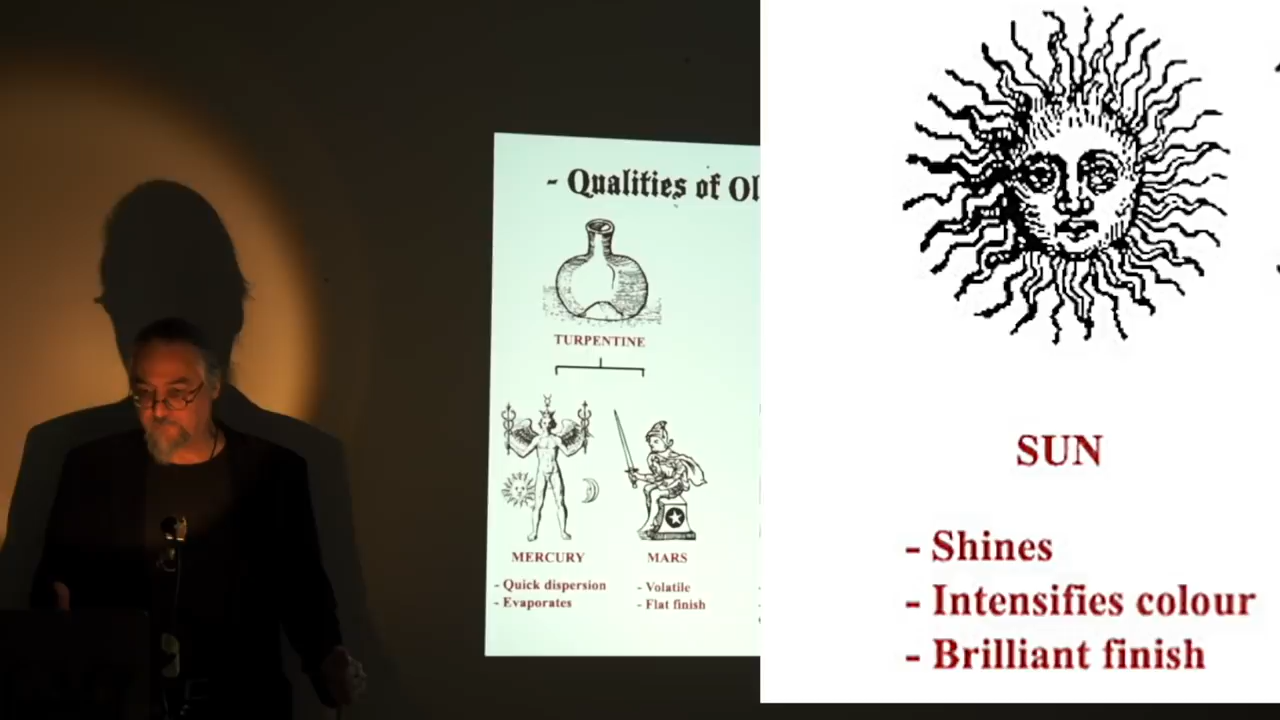 - Qualities of Ol
TURPENTINE
MERCURY
- Quick dispersion
- Evaporates
MARS
- Volatile
- Flat finish
SUN
- Shines
- Intensifies colour
- Brilliant finish